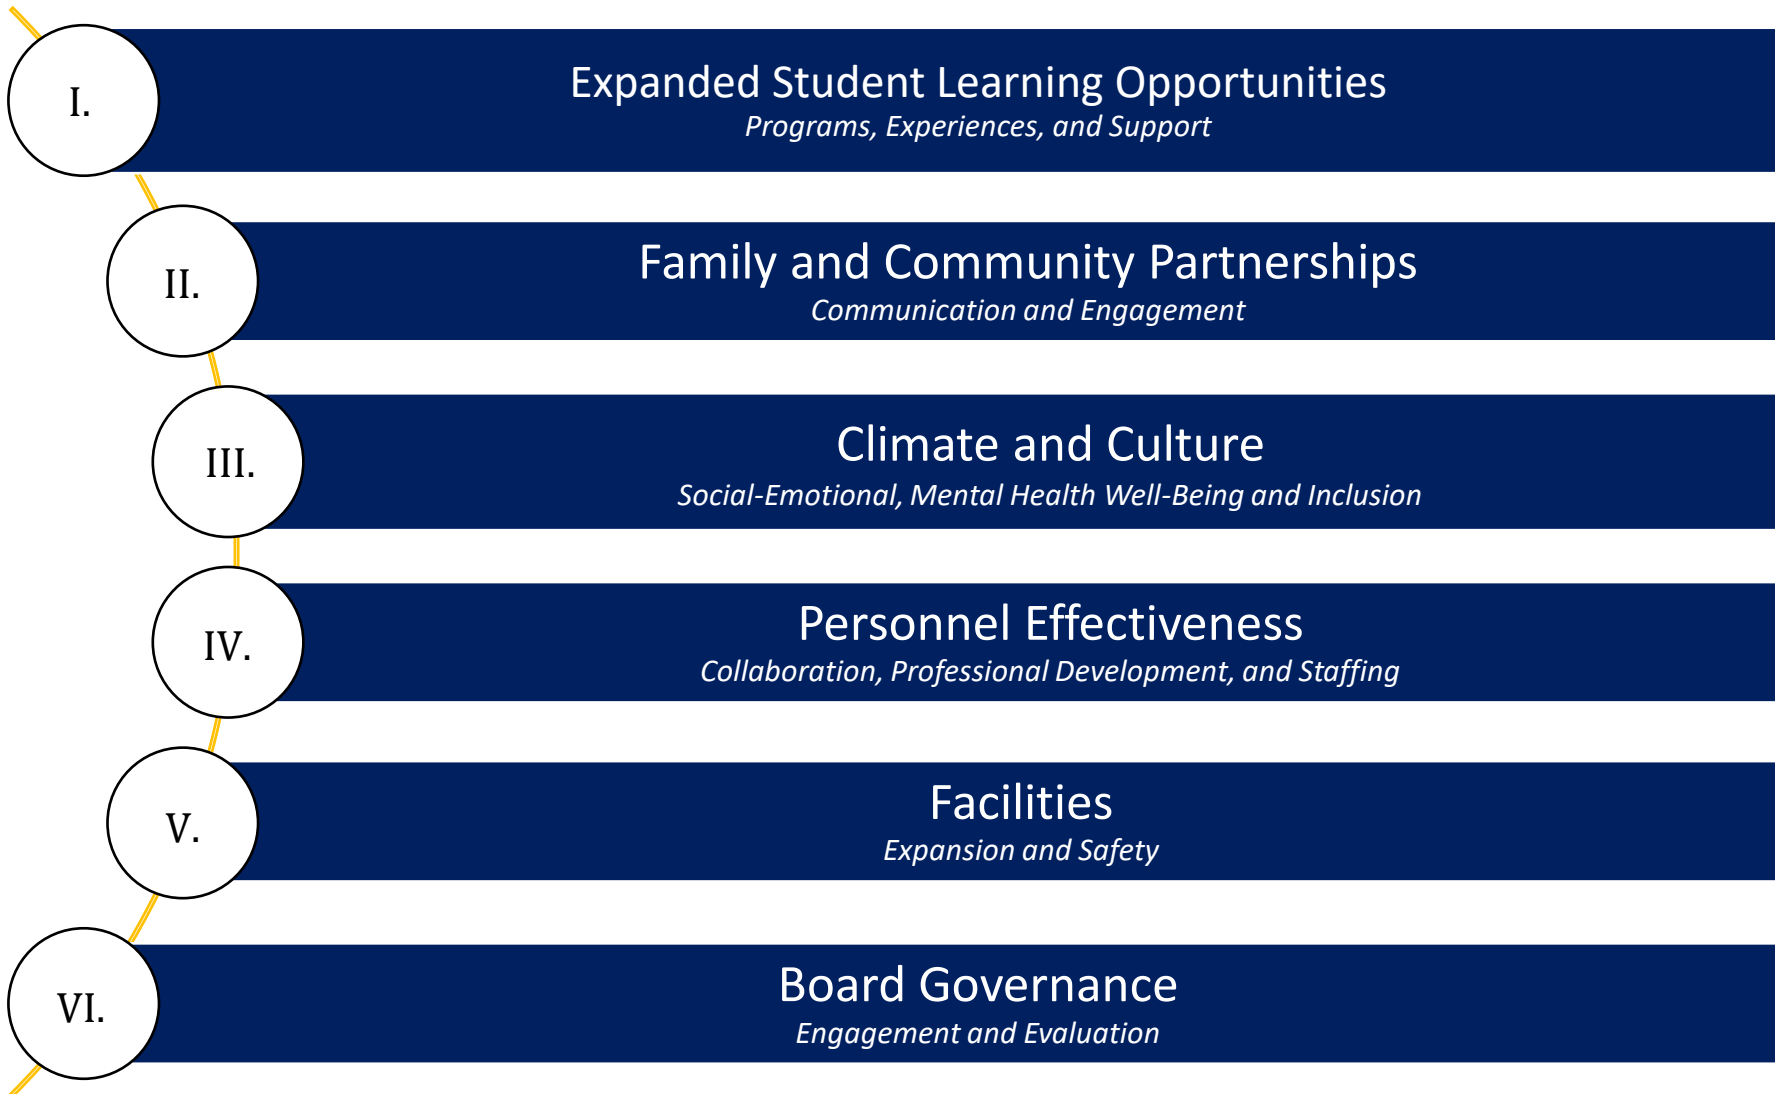 I.
Expanded Student Learning Opportunities
Programs, Experiences, and Support
II.
Family and Community Partnerships
Communication and Engagement
III.
Climate and Culture
Social-Emotional, Mental Health Well-Being and Inclusion
IV.
Personnel Effectiveness
Collaboration, Professional Development, and Staffing
V.
Facilities
Expansion and Safety
VI.
Board Governance
Engagement and Evaluation